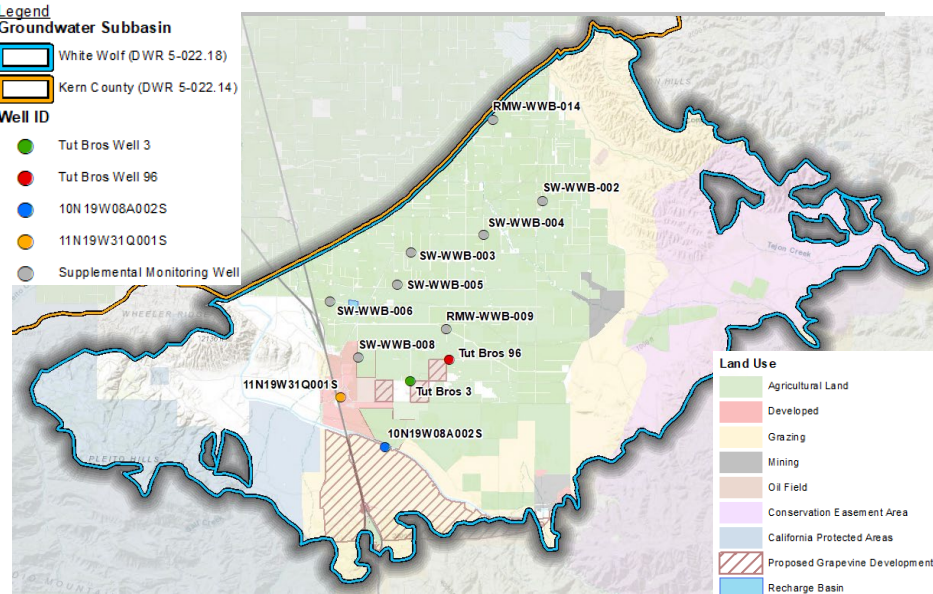 Legend
Groundwater Subbasin
White Wolf (DWR 5-022.18)
Kern County (DWR 5-022.14)
Well ID
Tut Bros Well 3
Tut Bros Well 96
10N19W08A002S
11N19W31Q001S
Supplemental Monitoring Well
RMW-WWB-014
SW-WWB-002
SW-WWB-004
SW-WWB-003
SW-WWB-005
SW-WWB-006
RMW-WWB-009
SW-WWB-008
Tut Bros 96
11N19W31Q001S
Tut Bros 3
10N19W08A002S
Tejon Creek
WHEELER RIDGE
PLEITO HILLS
Land Use
Agricultural Land
Developed
Grazing
Mining
Oil Field
Conservation Easement Area
California Protected Areas
Proposed Grapevine Development
Recharge Basin